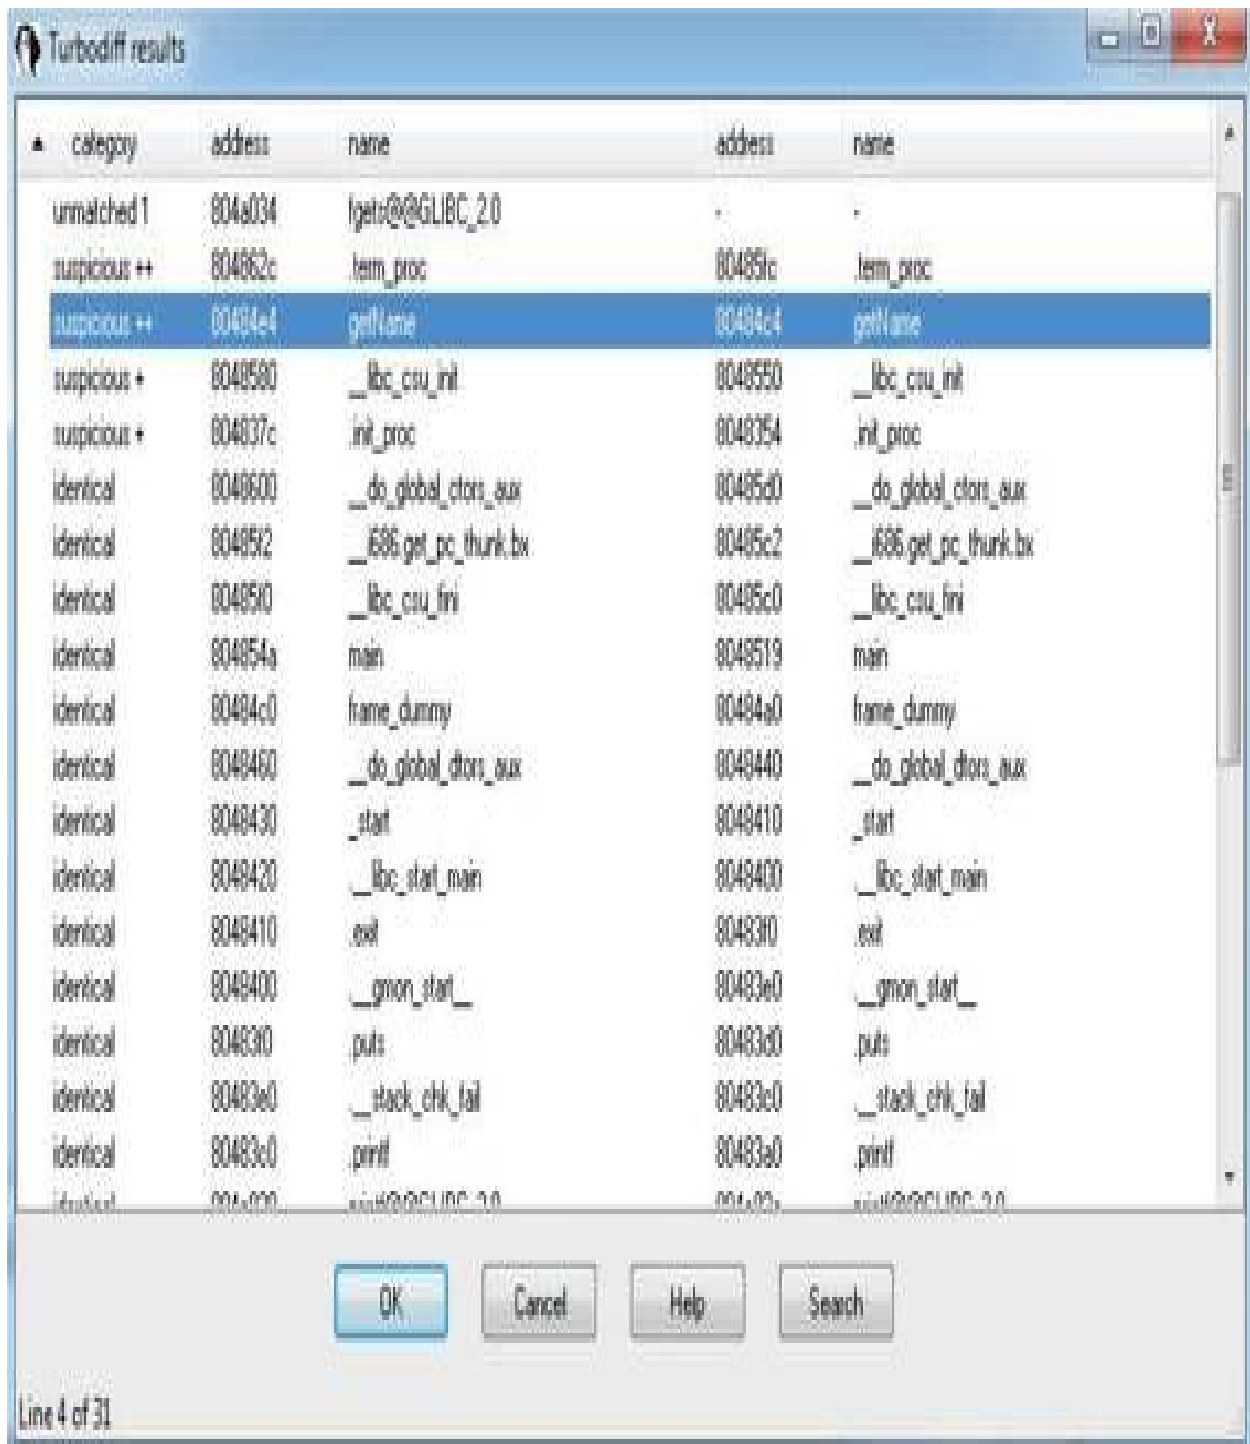 Turbodiff results
category address name address name
unmatched 1 804a034 fgets@@GLIBC_2.0 - -
suspicious ++ 804862c .term_proc 80485fc .term_proc
suspicious ++ 80484e4 getName 80484c4 getName
suspicious + 8048580 __libc_csu_init 8048550 __libc_csu_init
suspicious + 804837c .init_proc 8048354 .init_proc
identical 8048600 __do_global_ctors_aux 80485d0 __do_global_ctors_aux
identical 80485f2 __i686.get_pc_thunk.bx 80485c2 __i686.get_pc_thunk.bx
identical 80485f0 __libc_csu_fini 80485c0 __libc_csu_fini
identical 804854a main 8048519 main
identical 80484c0 frame_dummy 80484a0 frame_dummy
identical 8048460 __do_global_dtors_aux 8048440 __do_global_dtors_aux
identical 8048430 _start 8048410 _start
identical 8048420 .__libc_start_main 8048400 .__libc_start_main
identical 8048410 .exit 80483f0 .exit
identical 8048400 .__gmon_start__ 80483e0 .__gmon_start__
identical 80483f0 .puts 80483d0 .puts
identical 80483e0 .__stack_chk_fail 80483c0 .__stack_chk_fail
identical 80483c0 .printf 80483a0 .printf
OK Cancel Help Search
Line 4 of 31